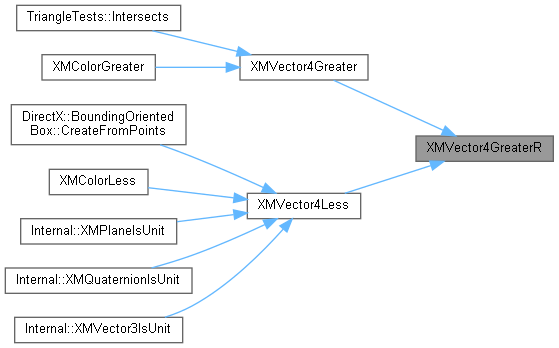 TriangleTests::Intersects
XMColorGreater
XMVector4Greater
DirectX::BoundingOriented
Box::CreateFromPoints
XMVector4GreaterR
XMColorLess
XMVector4Less
Internal::XMPlaneIsUnit
Internal::XMQuaternionIsUnit
Internal::XMVector3IsUnit